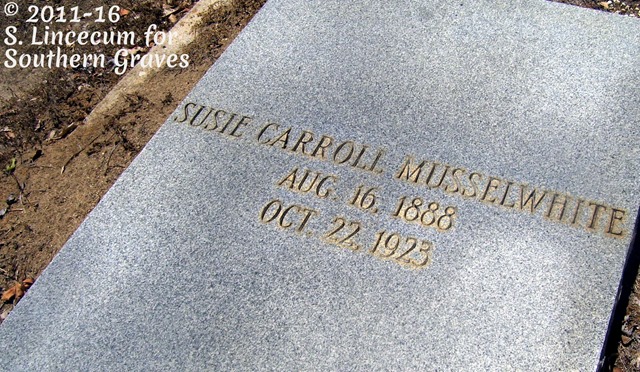 © 2011-16
S. Lincecum for
Southern Graves
SUSIE CARROLL MUSSELWHITE
AUG. 16, 1888
OCT. 22, 1923